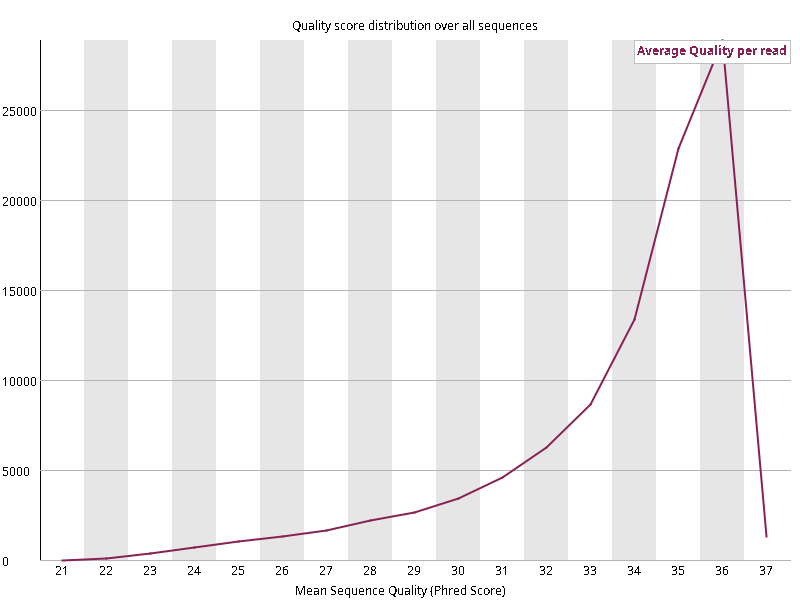 Quality score distribution over all sequences
Average Quality per read
25000
20000
15000
10000
5000
0
21 22 23 24 25 26 27 28 29 30 31 32 33 34 35 36 37
Mean Sequence Quality (Phred Score)